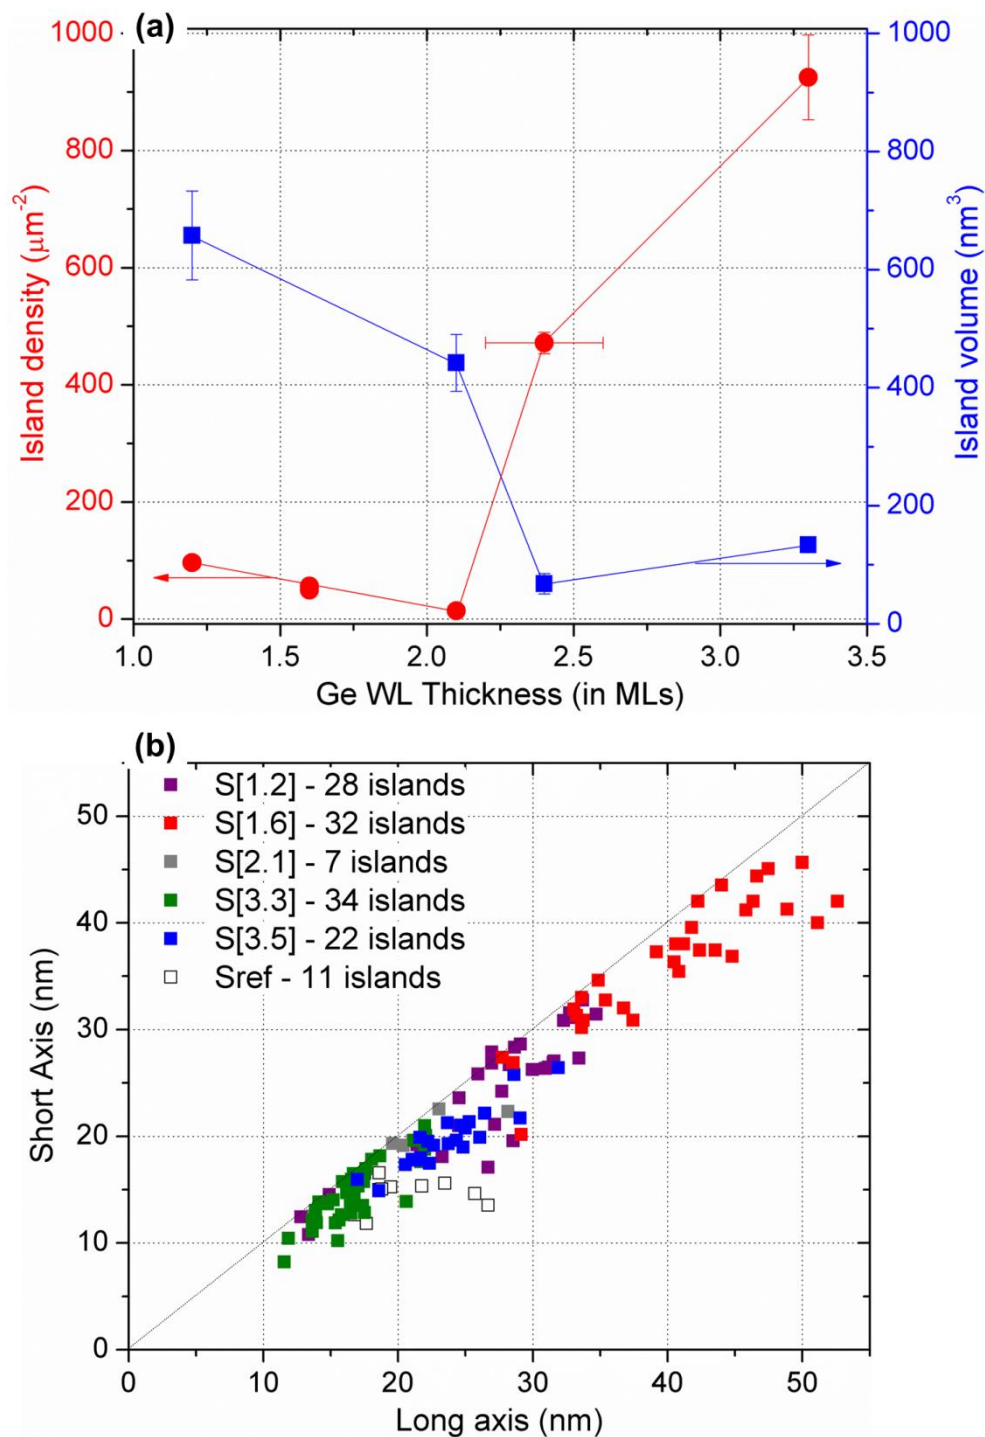 (a)
1000
800
600
400
200
0
Island density (μm-2)
1000
800
600
400
200
0
Island volume (nm3)
1.0 1.5 2.0 2.5 3.0 3.5
Ge WL Thickness (in MLs)
(b)
S[1.2] - 28 islands
S[1.6] - 32 islands
S[2.1] - 7 islands
S[3.3] - 34 islands
S[3.5] - 22 islands
Sref - 11 islands
50
40
30
20
10
0
Short Axis (nm)
0 10 20 30 40 50
Long axis (nm)